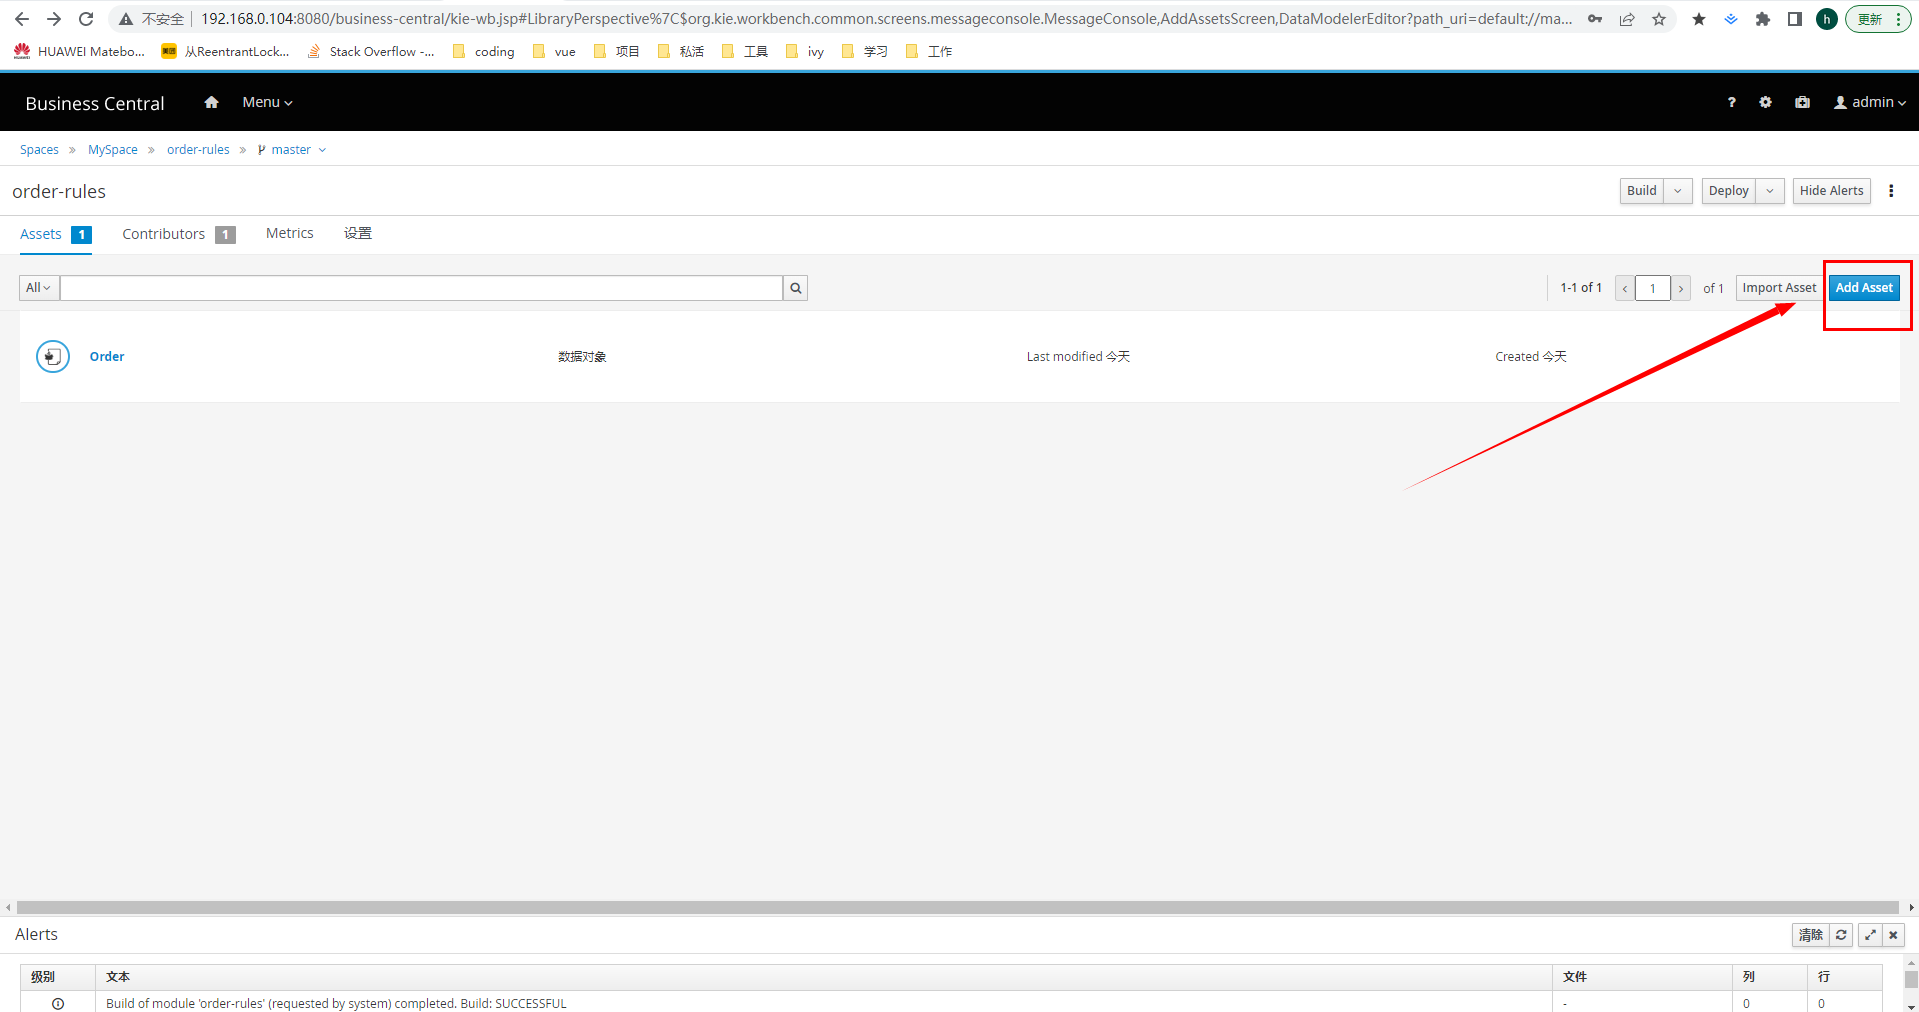 不安全 192.168.0.104:8080/business-central/kie-wb.jsp#LibraryPerspective%7C$org.kie.workbench.common.screens.messageconsole.MessageConsole,AddAssetsScreen,DataModelerEditor?path_uri=default://ma... h 更新
HUAWEI Matebo... 从ReentrantLock... Stack Overflow -... coding vue 项目 私活 工具 ivy 学习 工作
Business Central Menu ? admin
Spaces » MySpace » order-rules » master
order-rules Build Deploy Hide Alerts
Assets 1 Contributors 1 Metrics 设置
All 1-1 of 1 < 1 > of 1 Import Asset Add Asset
Order 数据对象 Last modified 今天 Created 今天
Alerts 清除
级别 文本 文件 列 行
Build of module 'order-rules' (requested by system) completed. Build: SUCCESSFUL - 0 0